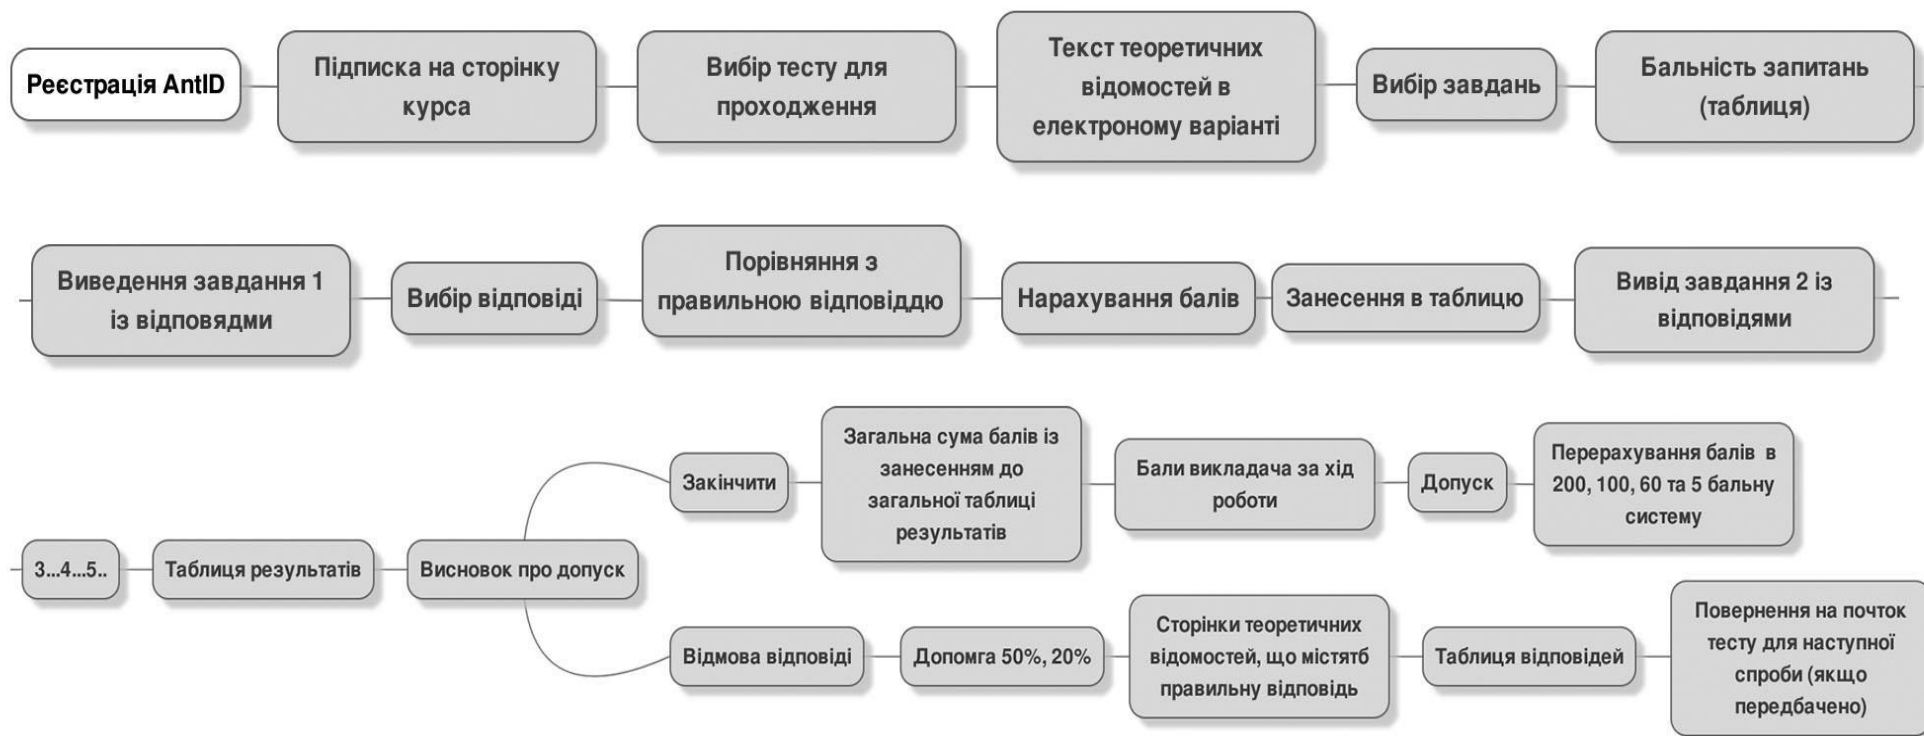 Реєстрація AntID
Підписка на сторінку
курса
Вибір тесту для
проходження
Текст теоретичних
відомостей в
електроному варіанті
Вибір завдань
Бальність запитань
(таблиця)
Виведення завдання 1
із відповядми
Вибір відповіді
Порівняння з
правильною відповіддю
Нарахування балів
Занесення в таблицю
Вивід завдання 2 із
відповідями
3...4...5..
Таблиця результатів
Висновок про допуск
Закінчити
Загальна сума балів із
занесенням до
загальної таблиці
результатів
Бали викладача за хід
роботи
Допуск
Перерахування балів в
200, 100, 60 та 5 бальну
систему
Відмова відповіді
Допомга 50%, 20%
Сторінки теоретичних
відомостей, що містятб
правильну відповідь
Таблиця відповідей
Повернення на почток
тесту для наступної
спроби (якщо
передбачено)